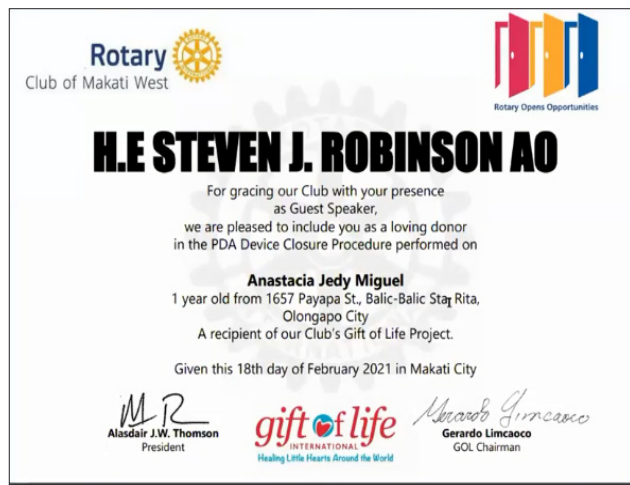 Rotary
Club of Makati West
Rotary Opens Opportunities
H.E STEVEN J. ROBINSON AO
For gracing our Club with your presence
as Guest Speaker,
we are pleased to include you as a loving donor
in the PDA Device Closure Procedure performed on
Anastacia Jedy Miguel
1 year old from 1657 Payapa St., Balic-Balic Sta. Rita,
Olongapo City
A recipient of our Club's Gift of Life Project.
Given this 18th day of February 2021 in Makati City
Alasdair J.W. Thomson
President
gift of life
INTERNATIONAL
Healing Little Hearts Around the World
Gerardo Limcaoco
Gerardo Limcaoco
GOL Chairman